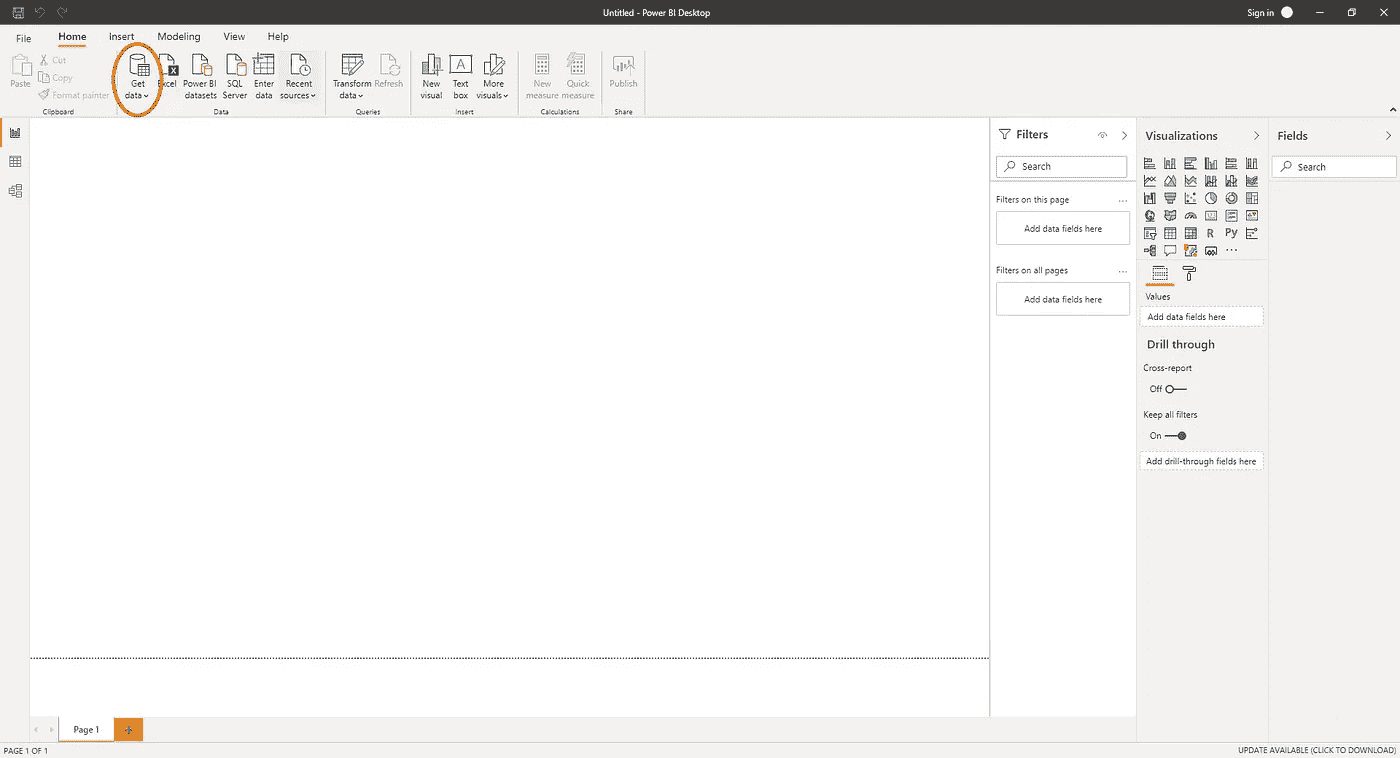 Untitled - Power BI Desktop
Sign in
File Home Insert Modeling View Help
Paste
Cut
Copy
Format painter
Clipboard
Get data
Excel
Power BI datasets
SQL Server
Enter data
Recent sources
Data
Transform data
Refresh
Queries
New visual
Text box
More visuals
Insert
New measure
Quick measure
Calculations
Publish
Share
Filters
Search
Filters on this page
...
Add data fields here
Filters on all pages
...
Add data fields here
Visualizations
R
Py
...
Values
Add data fields here
Drill through
Cross-report
Off
Keep all filters
On
Add drill-through fields here
Fields
Search
Page 1
PAGE 1 OF 1
UPDATE AVAILABLE (CLICK TO DOWNLOAD)